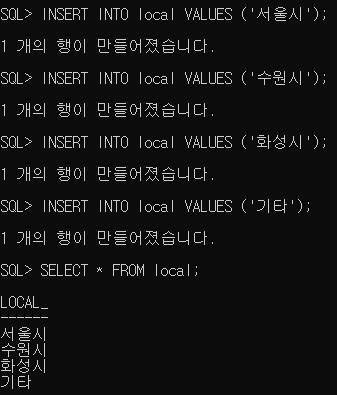 SQL> INSERT INTO local VALUES ('서울시');
1 개의 행이 만들어졌습니다.
SQL> INSERT INTO local VALUES ('수원시');
1 개의 행이 만들어졌습니다.
SQL> INSERT INTO local VALUES ('화성시');
1 개의 행이 만들어졌습니다.
SQL> INSERT INTO local VALUES ('기타');
1 개의 행이 만들어졌습니다.
SQL> SELECT * FROM local;
LOCAL_
------
서울시
수원시
화성시
기타